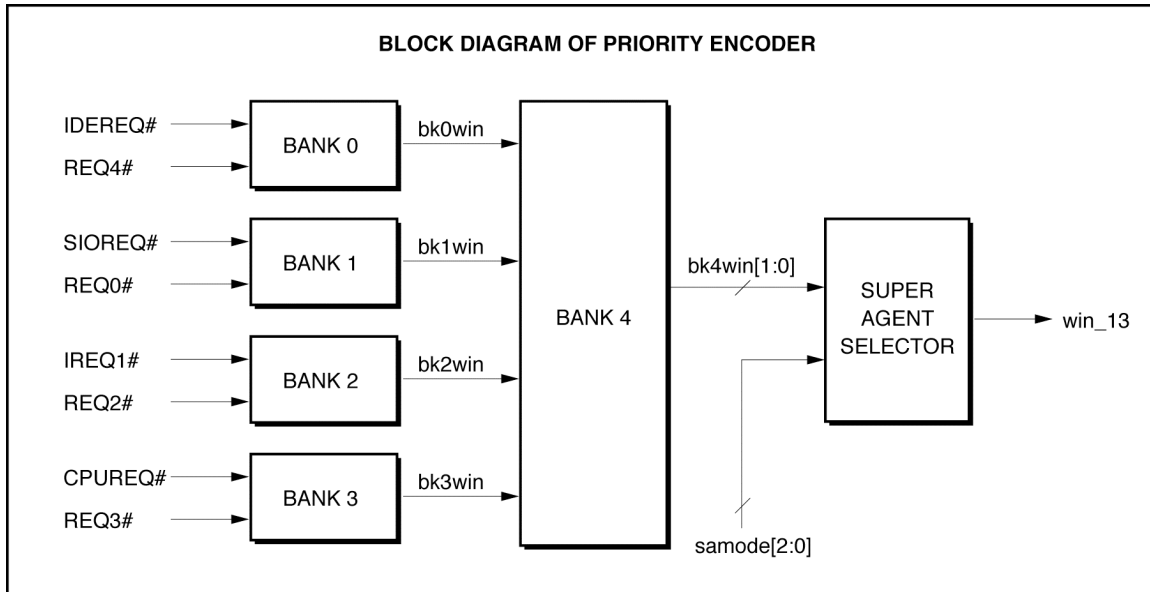 BLOCK DIAGRAM OF PRIORITY ENCODER
IDEREQ#
REQ4#
BANK 0
bk0win
SIOREQ#
REQ0#
BANK 1
bk1win
IREQ1#
REQ2#
BANK 2
bk2win
CPUREQ#
REQ3#
BANK 3
bk3win
BANK 4
bk4win[1:0]
samode[2:0]
SUPER
AGENT
SELECTOR
win_13